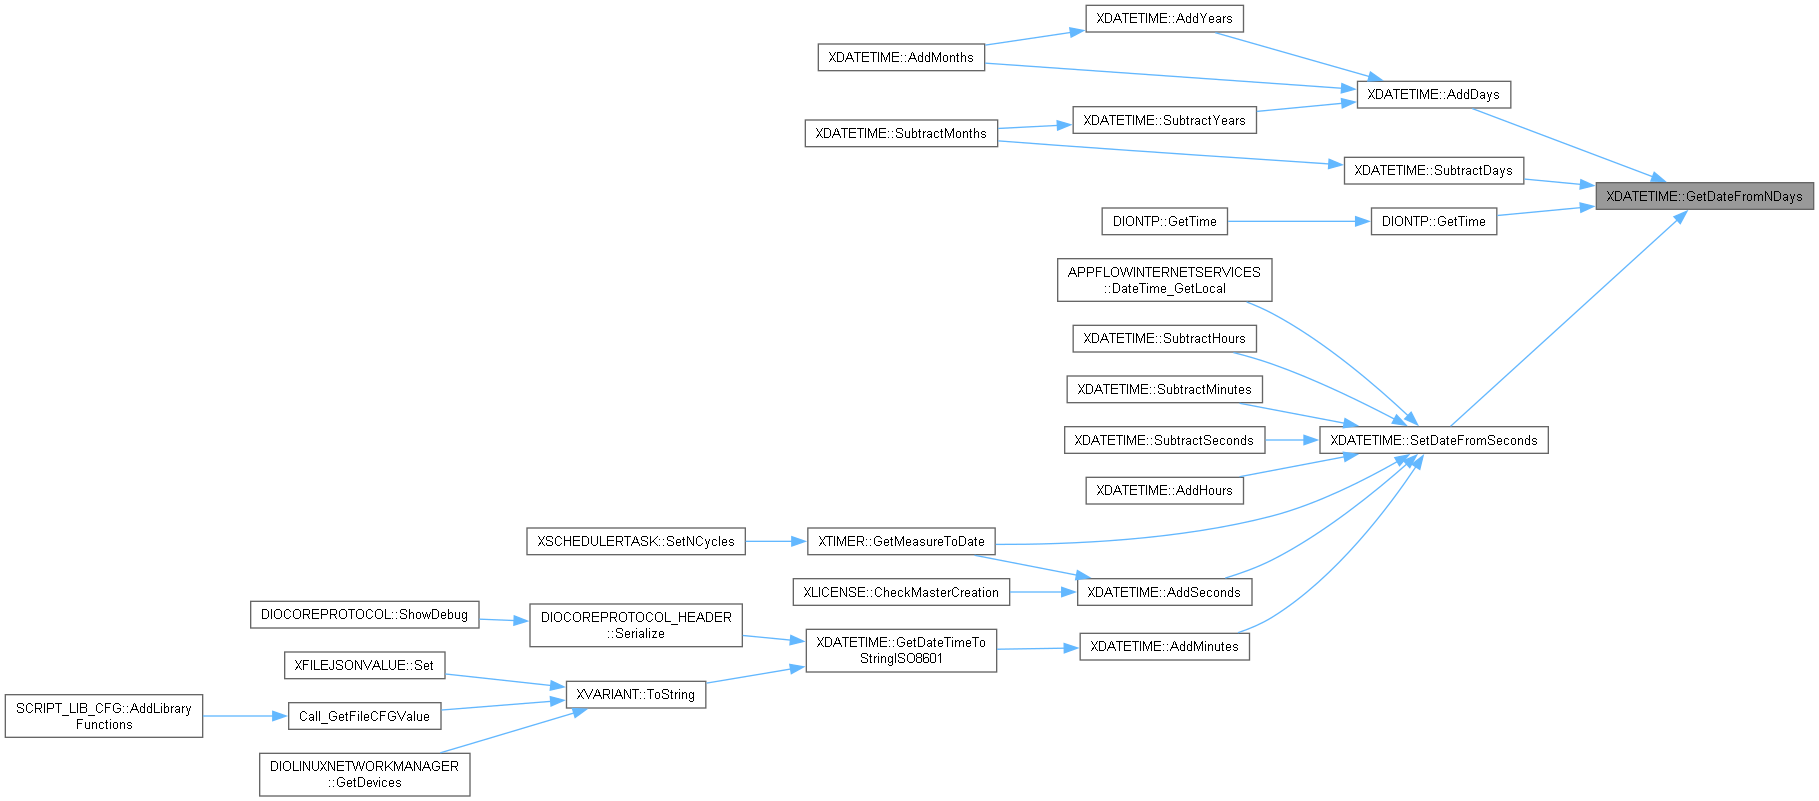 XDATETIME::AddYears
XDATETIME::AddMonths
XDATETIME::AddDays
XDATETIME::SubtractYears
XDATETIME::SubtractMonths
XDATETIME::SubtractDays
XDATETIME::GetDateFromNDays
DIONTP::GetTime
DIONTP::GetTime
APPFLOWINTERNETSERVICES
::DateTime_GetLocal
XDATETIME::SubtractHours
XDATETIME::SubtractMinutes
XDATETIME::SubtractSeconds
XDATETIME::SetDateFromSeconds
XDATETIME::AddHours
XSCHEDULERTASK::SetNCycles
XTIMER::GetMeasureToDate
XLICENSE::CheckMasterCreation
XDATETIME::AddSeconds
DIOCOREPROTOCOL::ShowDebug
DIOCOREPROTOCOL_HEADER
::Serialize
XDATETIME::GetDateTimeTo
StringISO8601
XDATETIME::AddMinutes
XFILEJSONVALUE::Set
XVARIANT::ToString
SCRIPT_LIB_CFG::AddLibrary
Functions
Call_GetFileCFGValue
DIOLINUXNETWORKMANAGER
::GetDevices